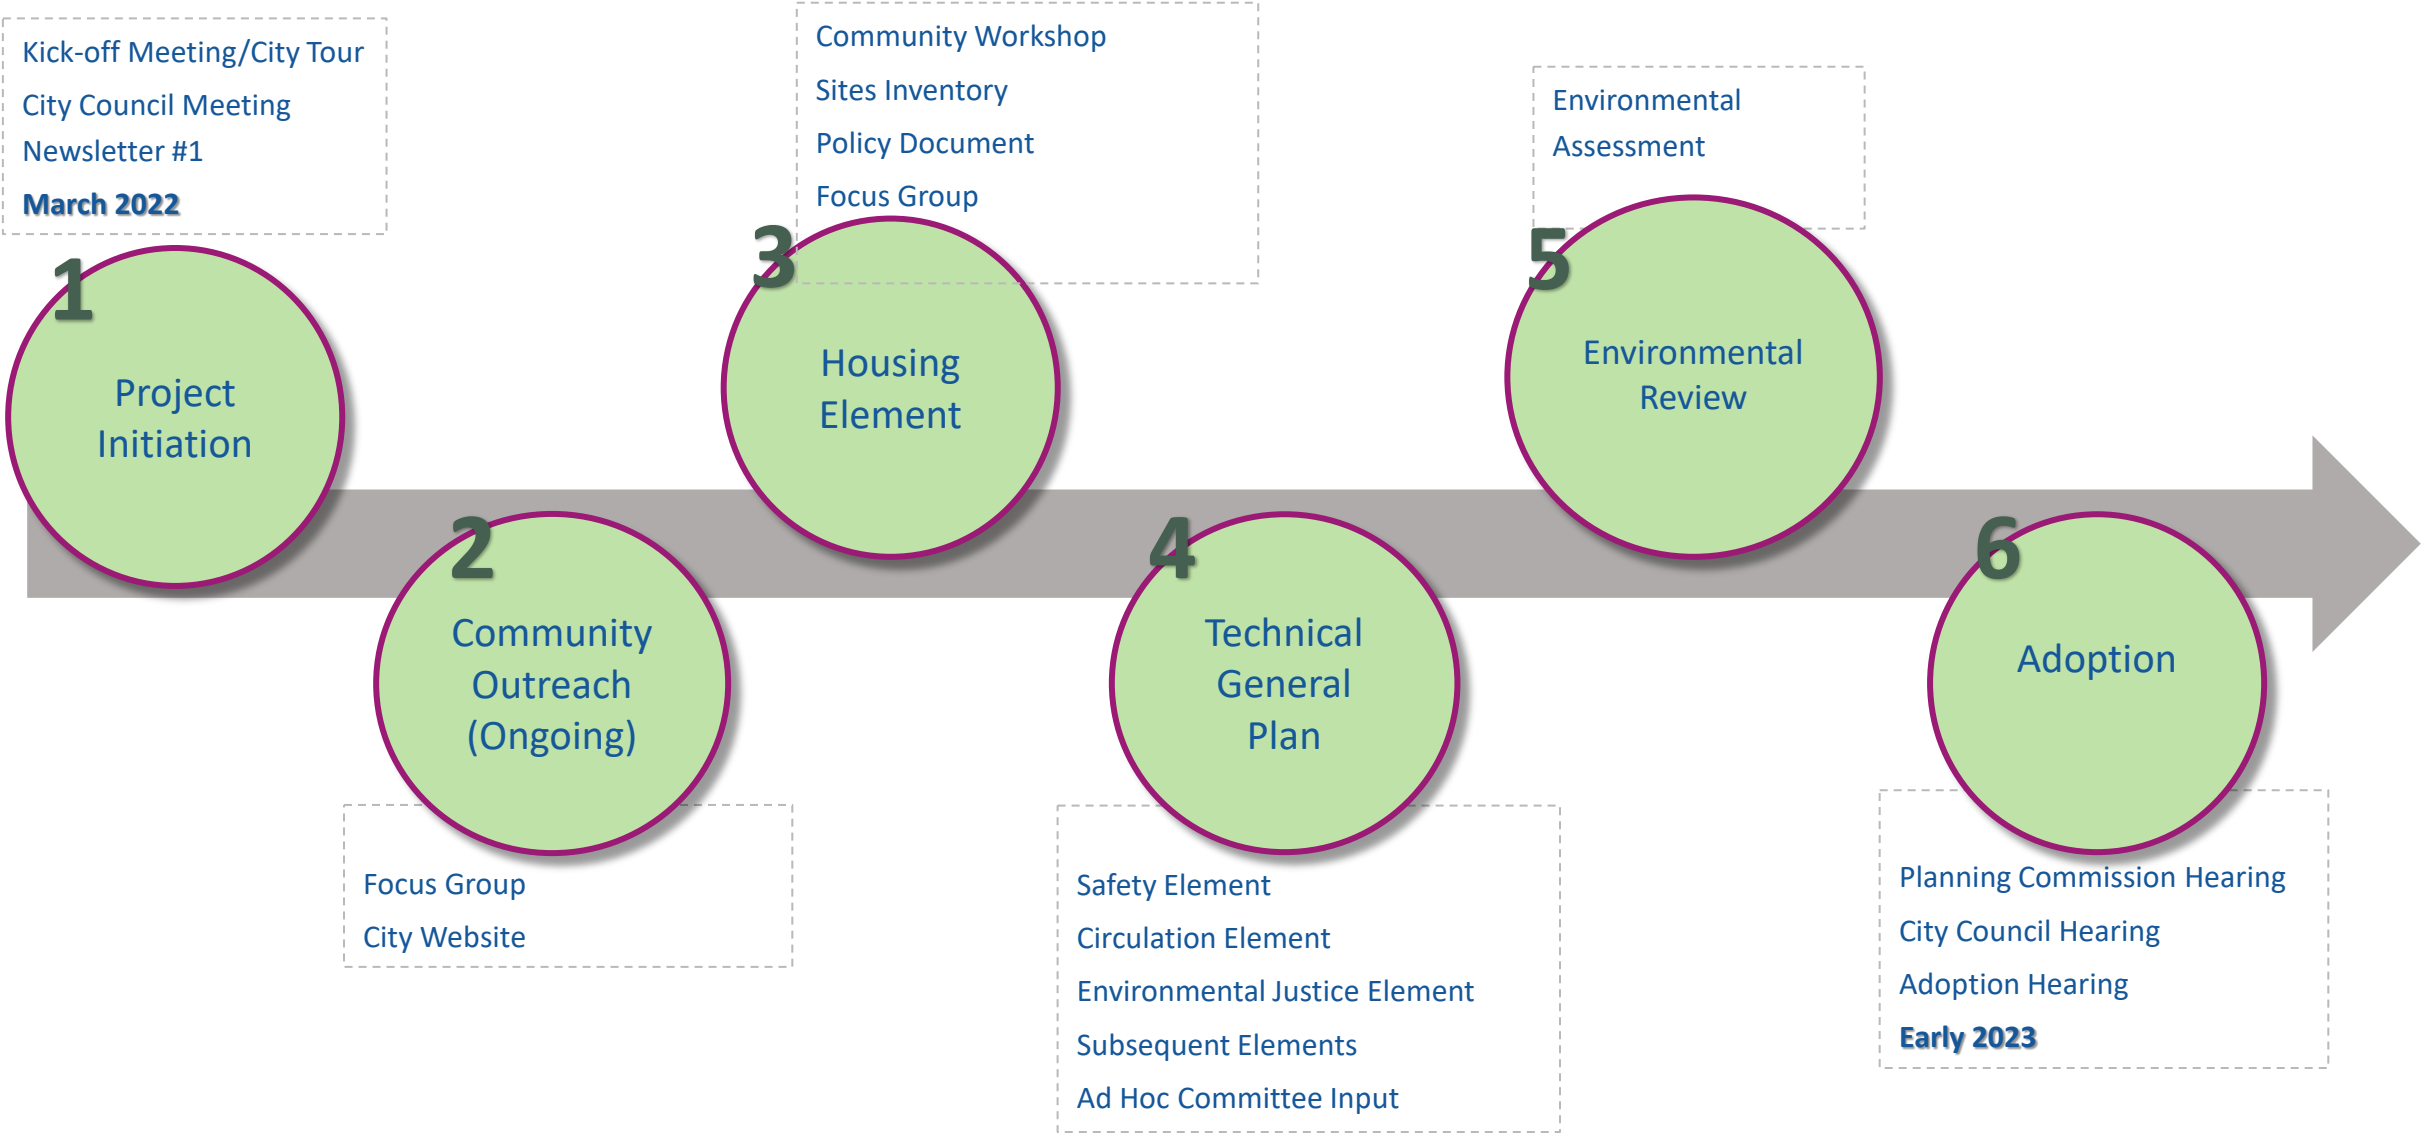 Kick-off Meeting/City Tour
City Council Meeting
Newsletter #1
March 2022
1
Project
Initiation
2
Community
Outreach
(Ongoing)
Focus Group
City Website
Community Workshop
Sites Inventory
Policy Document
Focus Group
3
Housing
Element
4
Technical
General
Plan
Safety Element
Circulation Element
Environmental Justice Element
Subsequent Elements
Ad Hoc Committee Input
Environmental
Assessment
5
Environmental
Review
6
Adoption
Planning Commission Hearing
City Council Hearing
Adoption Hearing
Early 2023